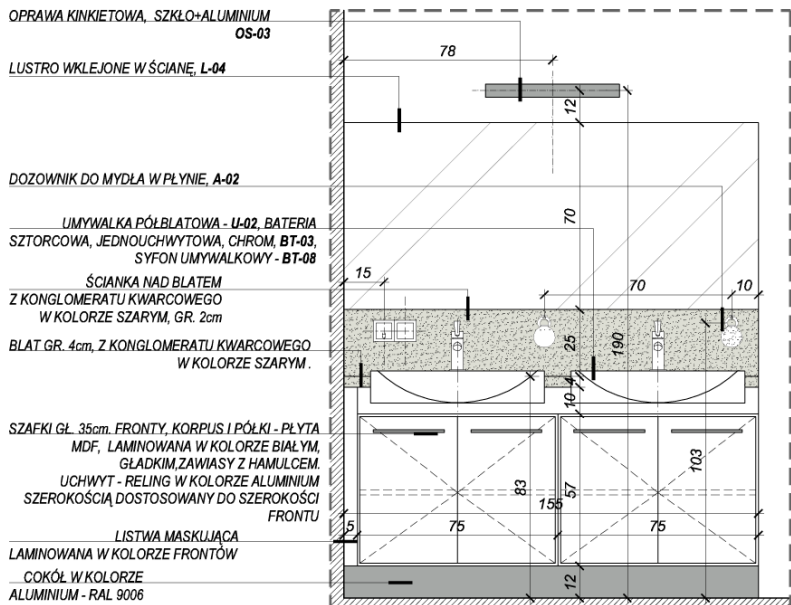 OPRAWA KINKIETOWA, SZKŁO+ALUMINIUM
OS-03
LUSTRO WKLEJONE W ŚCIANĘ, L-04
DOZOWNIK DO MYDŁA W PŁYNIE, A-02
UMYWALKA PÓŁBLATOWA - U-02, BATERIA
SZTORCOWA, JEDNOUCHWYTOWA, CHROM, BT-03,
SYFON UMYWALKOWY - BT-08
ŚCIANKA NAD BLATEM
Z KONGLOMERATU KWARCOWEGO
W KOLORZE SZARYM, GR. 2cm
BLAT GR. 4cm, Z KONGLOMERATU KWARCOWEGO
W KOLORZE SZARYM .
SZAFKI GŁ. 35cm. FRONTY, KORPUS I PÓŁKI - PŁYTA
MDF, LAMINOWANA W KOLORZE BIAŁYM,
GŁADKIM,ZAWIASY Z HAMULCEM.
UCHWYT - RELING W KOLORZE ALUMINIUM
SZEROKOŚCIĄ DOSTOSOWANY DO SZEROKOŚCI
FRONTU
LISTWA MASKUJĄCA
LAMINOWANA W KOLORZE FRONTÓW
COKÓŁ W KOLORZE
ALUMINIUM - RAL 9006
78
12
70
15
70
10
25
190
4
10
83
57
103
155
5
75
75
12